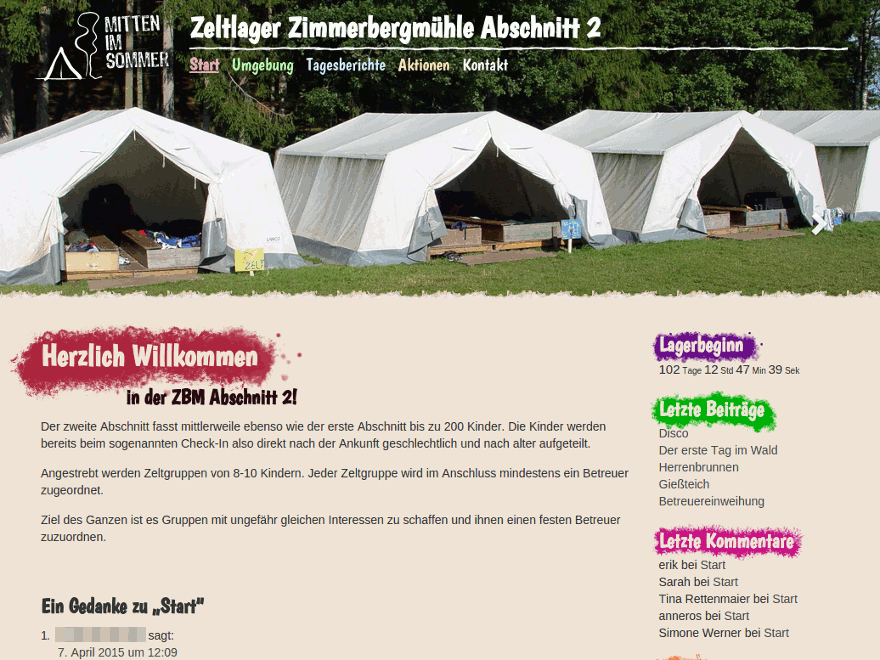 MITTEN
IM
SOMMER
Zeltlager Zimmerbergmühle Abschnitt 2
Start Umgebung Tagesberichte Aktionen Kontakt
Herzlich Willkommen
in der ZBM Abschnitt 2!
Der zweite Abschnitt fasst mittlerweile ebenso wie der erste Abschnitt bis zu 200 Kinder. Die Kinder werden
bereits beim sogenannten Check-In also direkt nach der Ankunft geschlechtlich und nach alter aufgeteilt.
Angestrebt werden Zeltgruppen von 8-10 Kindern. Jeder Zeltgruppe wird im Anschluss mindestens ein Betreuer
zugeordnet.
Ziel des Ganzen ist es Gruppen mit ungefähr gleichen Interessen zu schaffen und ihnen einen festen Betreuer
zuzuordnen.
Ein Gedanke zu „Start“
1. sagt:
7. April 2015 um 12:09
Lagerbeginn
102 Tage 12 Std 47 Min 39 Sek
Letzte Beiträge
Disco
Der erste Tag im Wald
Herrenbrunnen
Gießteich
Betreuereinweihung
Letzte Kommentare
erik bei Start
Sarah bei Start
Tina Rettenmaier bei Start
anneros bei Start
Simone Werner bei Start